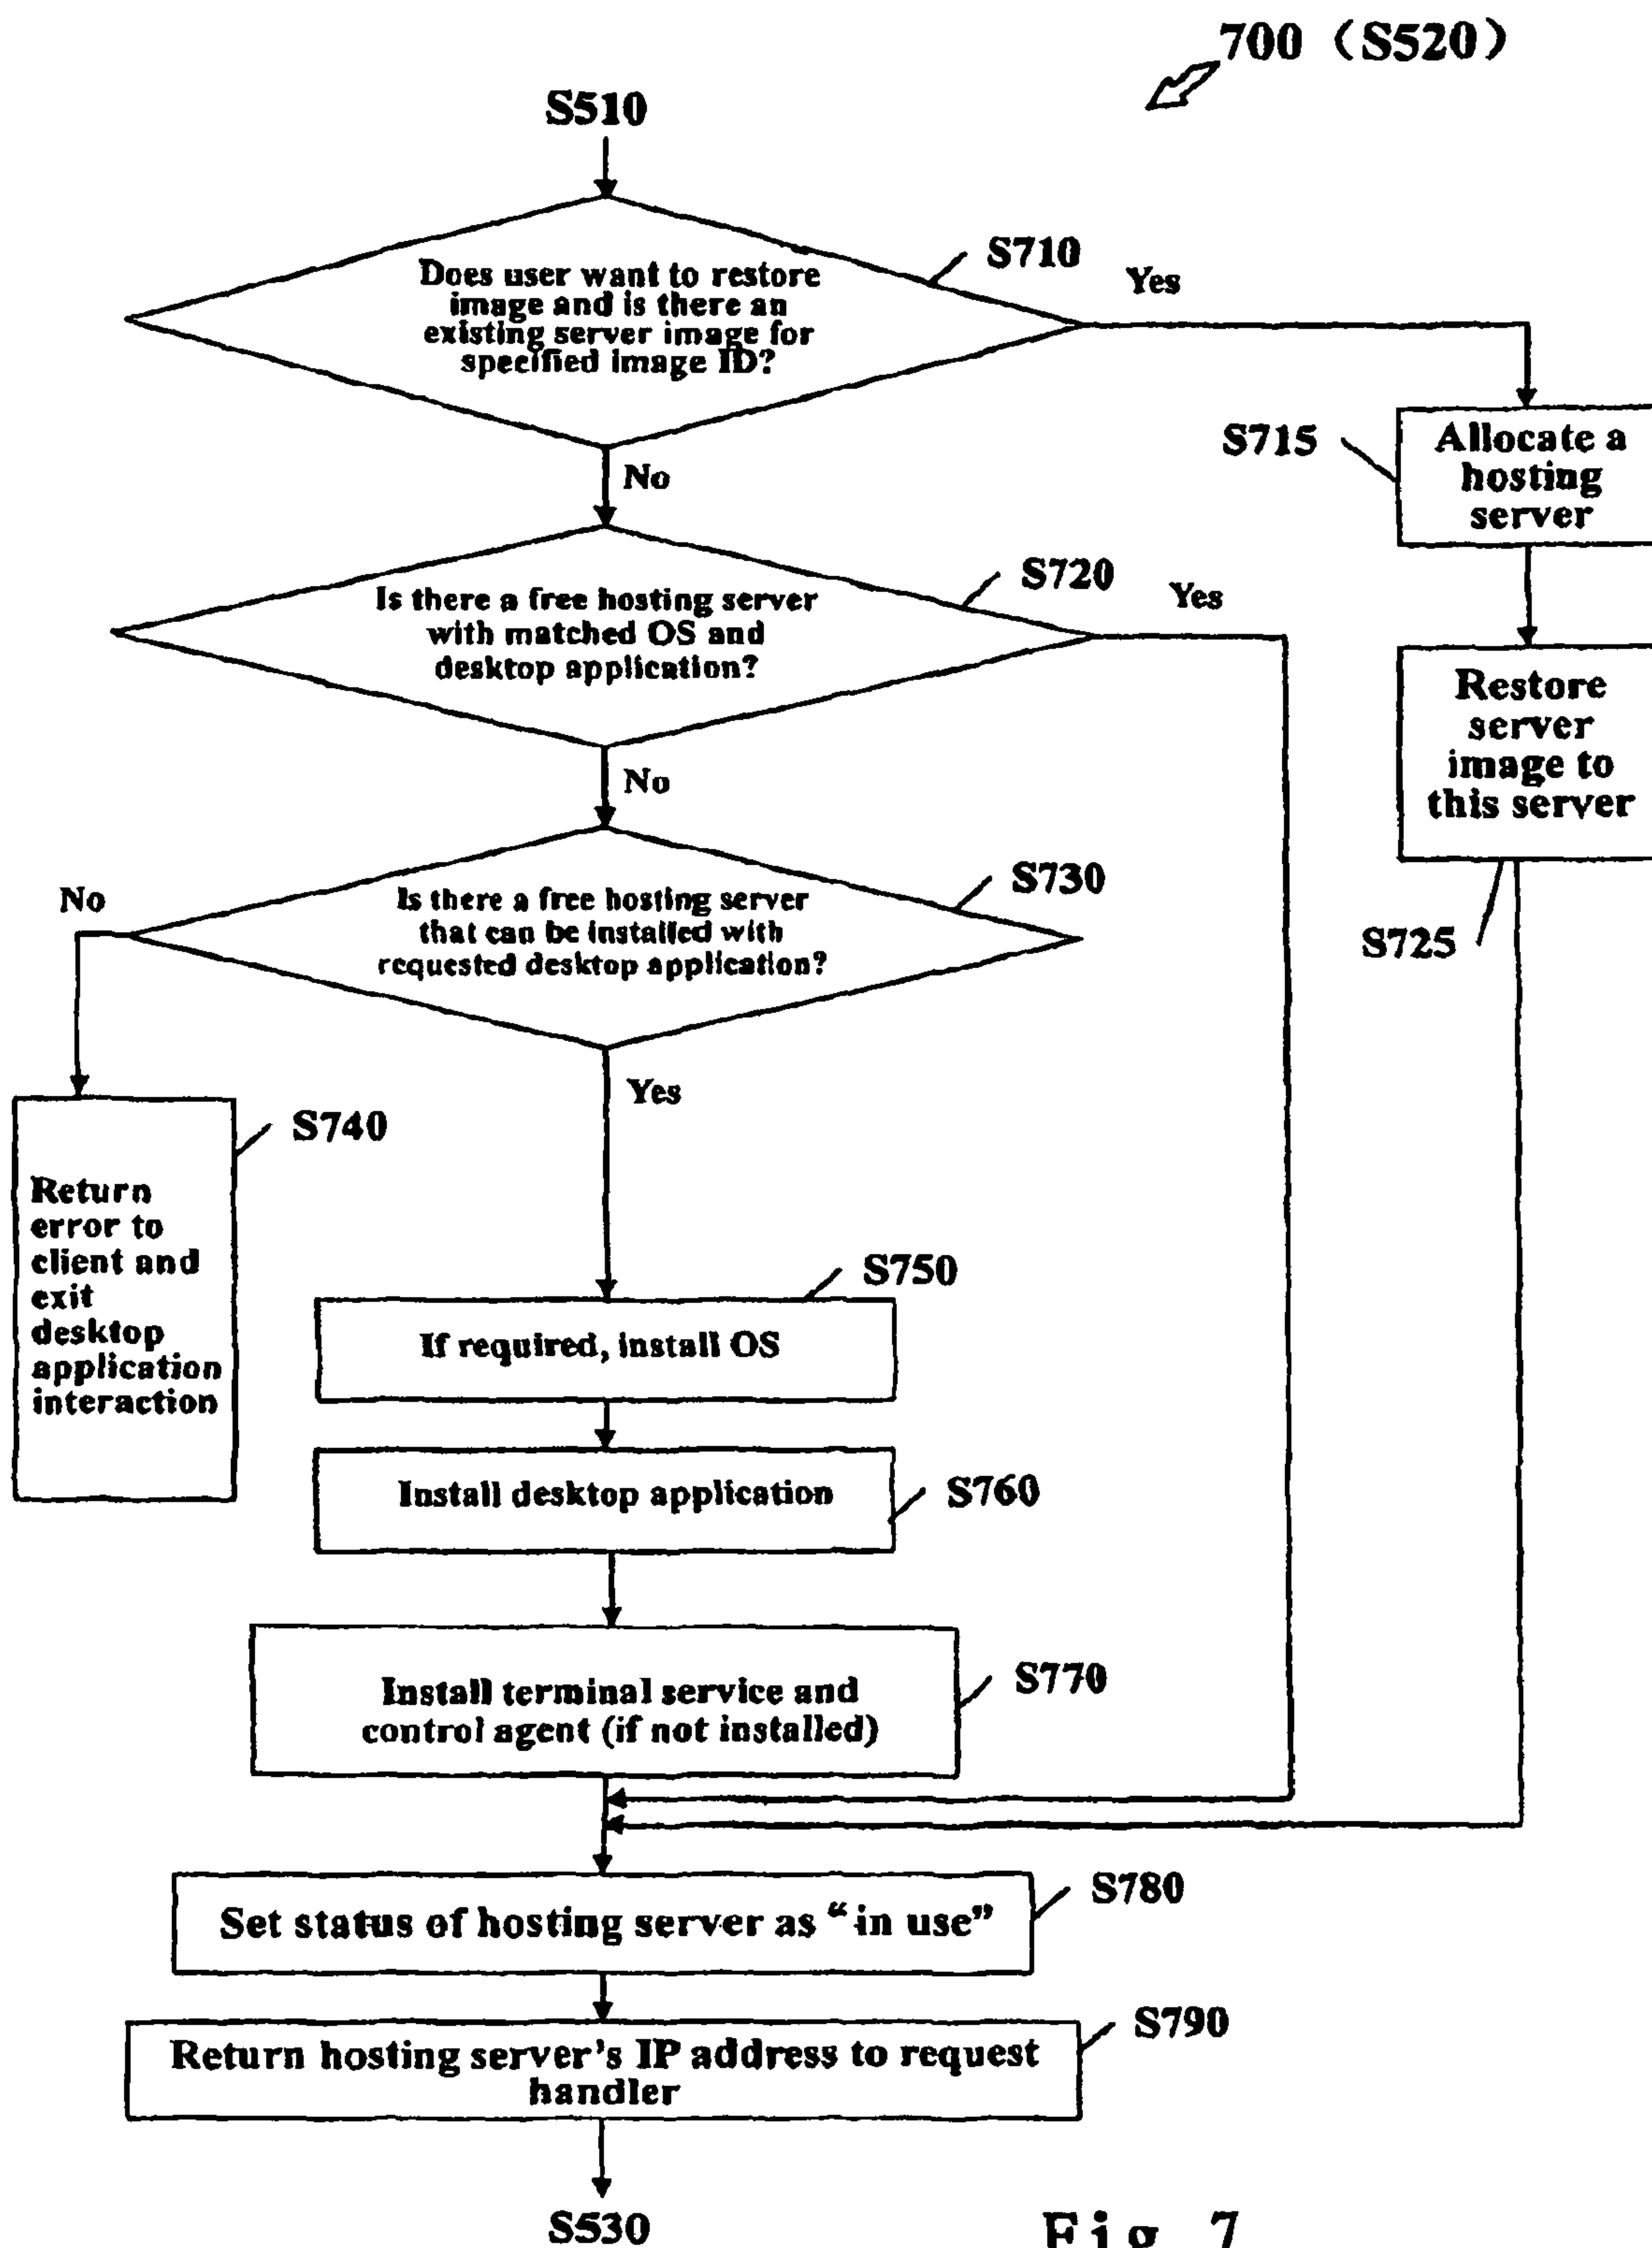 700 (S520)
S510
Does user want to restore
image and is there an
existing server image for
specified image ID?
S710
Yes
No
S715
Allocate a
hosting
server
Is there a free hosting server
with matched OS and
desktop application?
S720
Yes
No
Restore
server
image to
this server
S725
Is there a free hosting server
that can be installed with
requested desktop application?
S730
No
Yes
S740
Return
error to
client and
exit
desktop
application
interaction
S750
If required, install OS
Install desktop application
S760
Install terminal service and
control agent (if not installed)
S770
Set status of hosting server as “in use”
S780
Return hosting server's IP address to request
handler
S790
S530
Fig 7